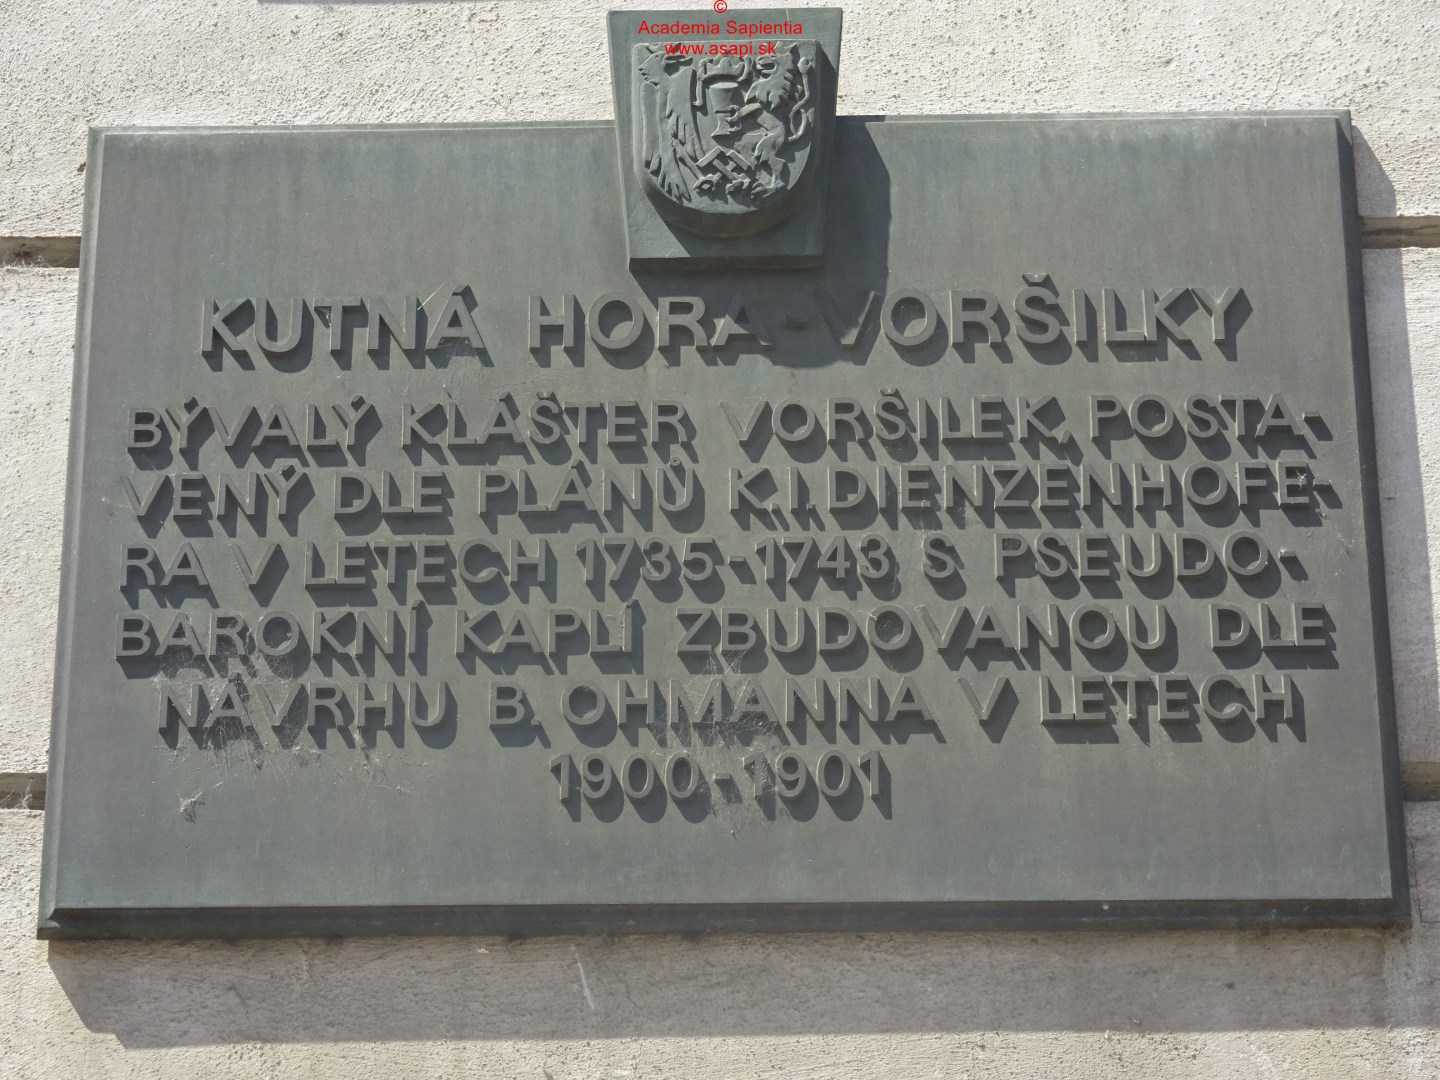 ©
Academia Sapientia
www.asapi.sk
KUTNÁ HORA - VORŠILKY
BÝVALÝ KLÁŠTER VORŠILEK, POSTA-
VENÝ DLE PLÁNŮ K.I.DIENZENHOFE-
RA V LETECH 1735-1743 S PSEUDO-
BAROKNÍ KAPLÍ ZBUDOVANOU DLE
NÁVRHU B. OHMANNA V LETECH
1900-1901